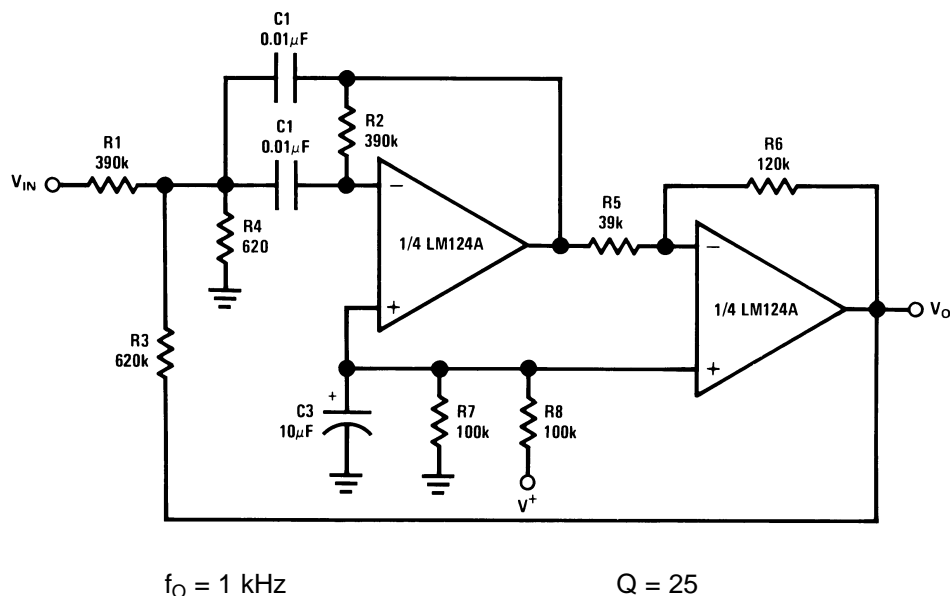 C1
0.01µF
C1
0.01µF
R2
390k
R1
390k
VIN
R4
620
R3
620k
−
+
1/4 LM124A
R5
39k
R6
120k
−
+
1/4 LM124A
VO
+
C3
10µF
R7
100k
R8
100k
V+
fO = 1 kHz
Q = 25